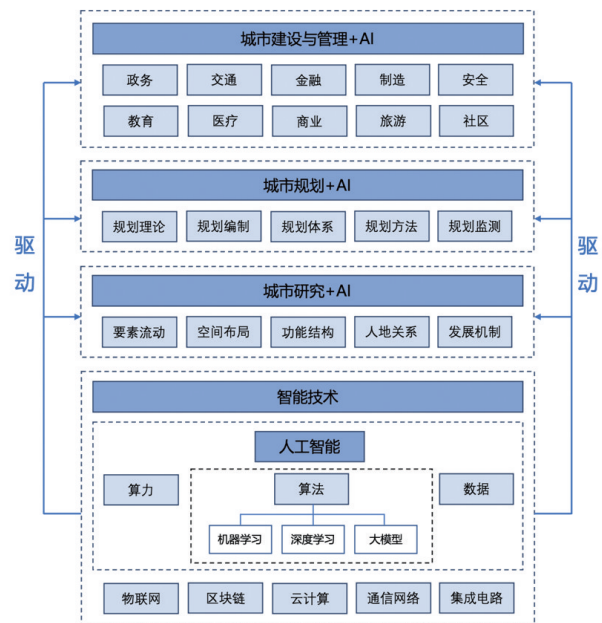 城市建设与管理+AI
政务 交通 金融 制造 安全
教育 医疗 商业 旅游 社区
城市规划+AI
规划理论 规划编制 规划体系 规划方法 规划监测
驱动
驱动
城市研究+AI
要素流动 空间布局 功能结构 人地关系 发展机制
智能技术
人工智能
算力 算法 数据
机器学习 深度学习 大模型
物联网 区块链 云计算 通信网络 集成电路